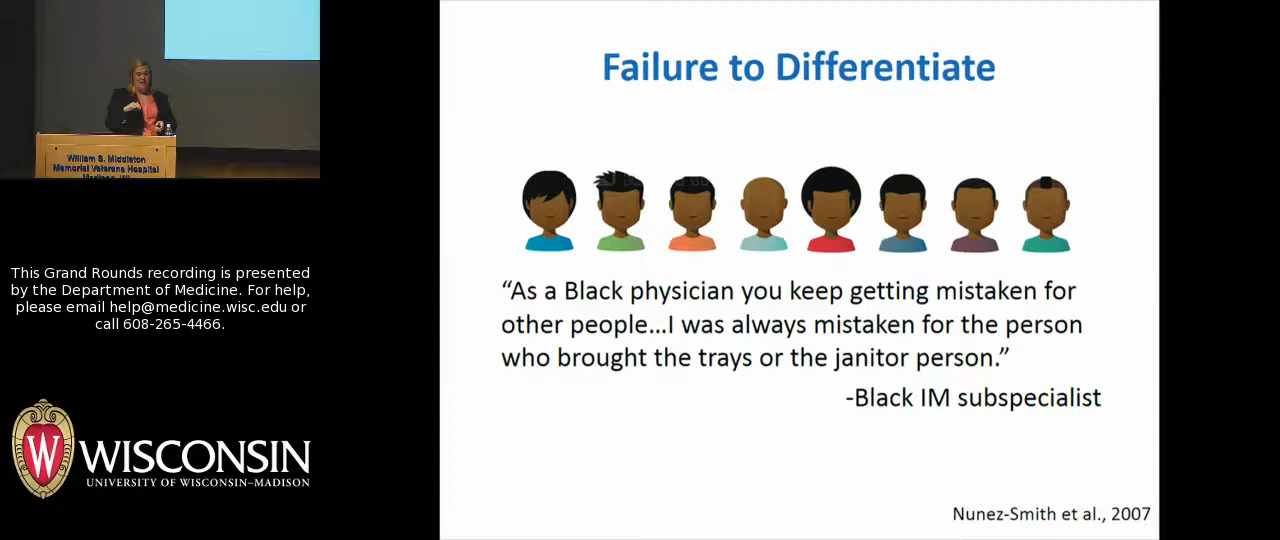 William S. Middleton
Memorial Veterans Hospital
Madison, WI
This Grand Rounds recording is presented
by the Department of Medicine. For help,
please email help@medicine.wisc.edu or
call 608-265-4466.
W
WISCONSIN
UNIVERSITY OF WISCONSIN–MADISON
Failure to Differentiate
“As a Black physician you keep getting mistaken for
other people…I was always mistaken for the person
who brought the trays or the janitor person.”
-Black IM subspecialist
Nunez-Smith et al., 2007